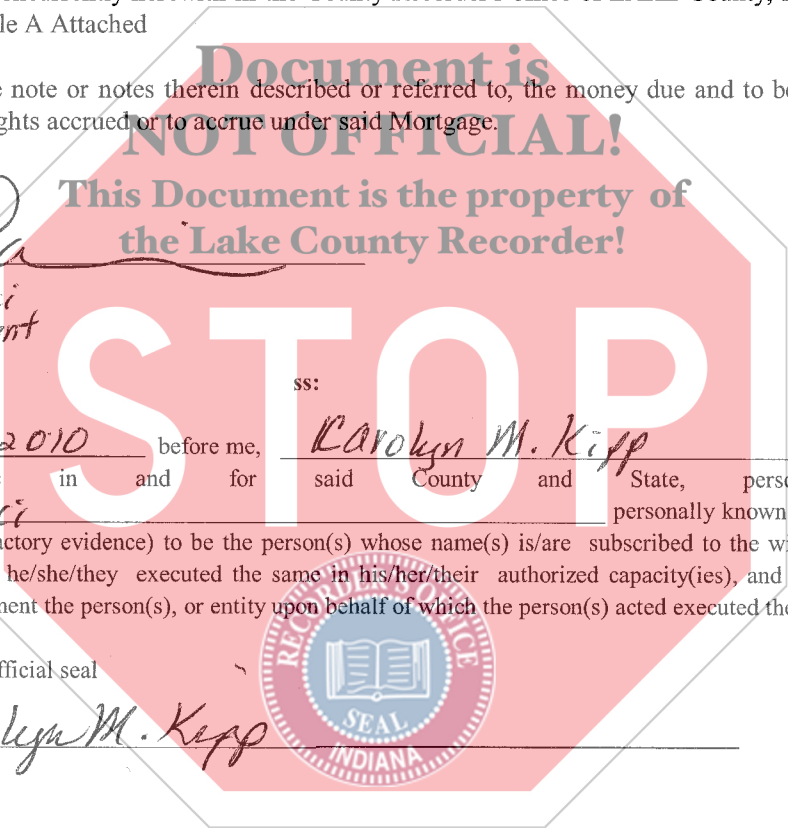 le A Attached
Document is
note or notes therein described or referred to, the money due and to be
ghts accrued or to accrue under said Mortgage.
NOT OFFICIAL!
This Document is the property of
the Lake County Recorder!
STOP
ss:
2010 before me, Carolyn M. Kipp
in and for said County and State, perso
personally known
actory evidence) to be the person(s) whose name(s) is/are subscribed to the wi
he/she/they executed the same in his/her/their authorized capacity(ies), and
ment the person(s), or entity upon behalf of which the person(s) acted executed the
RECORDER'S OFFICE
fficial seal
lyn M. Kipp
SEAL
INDIANA